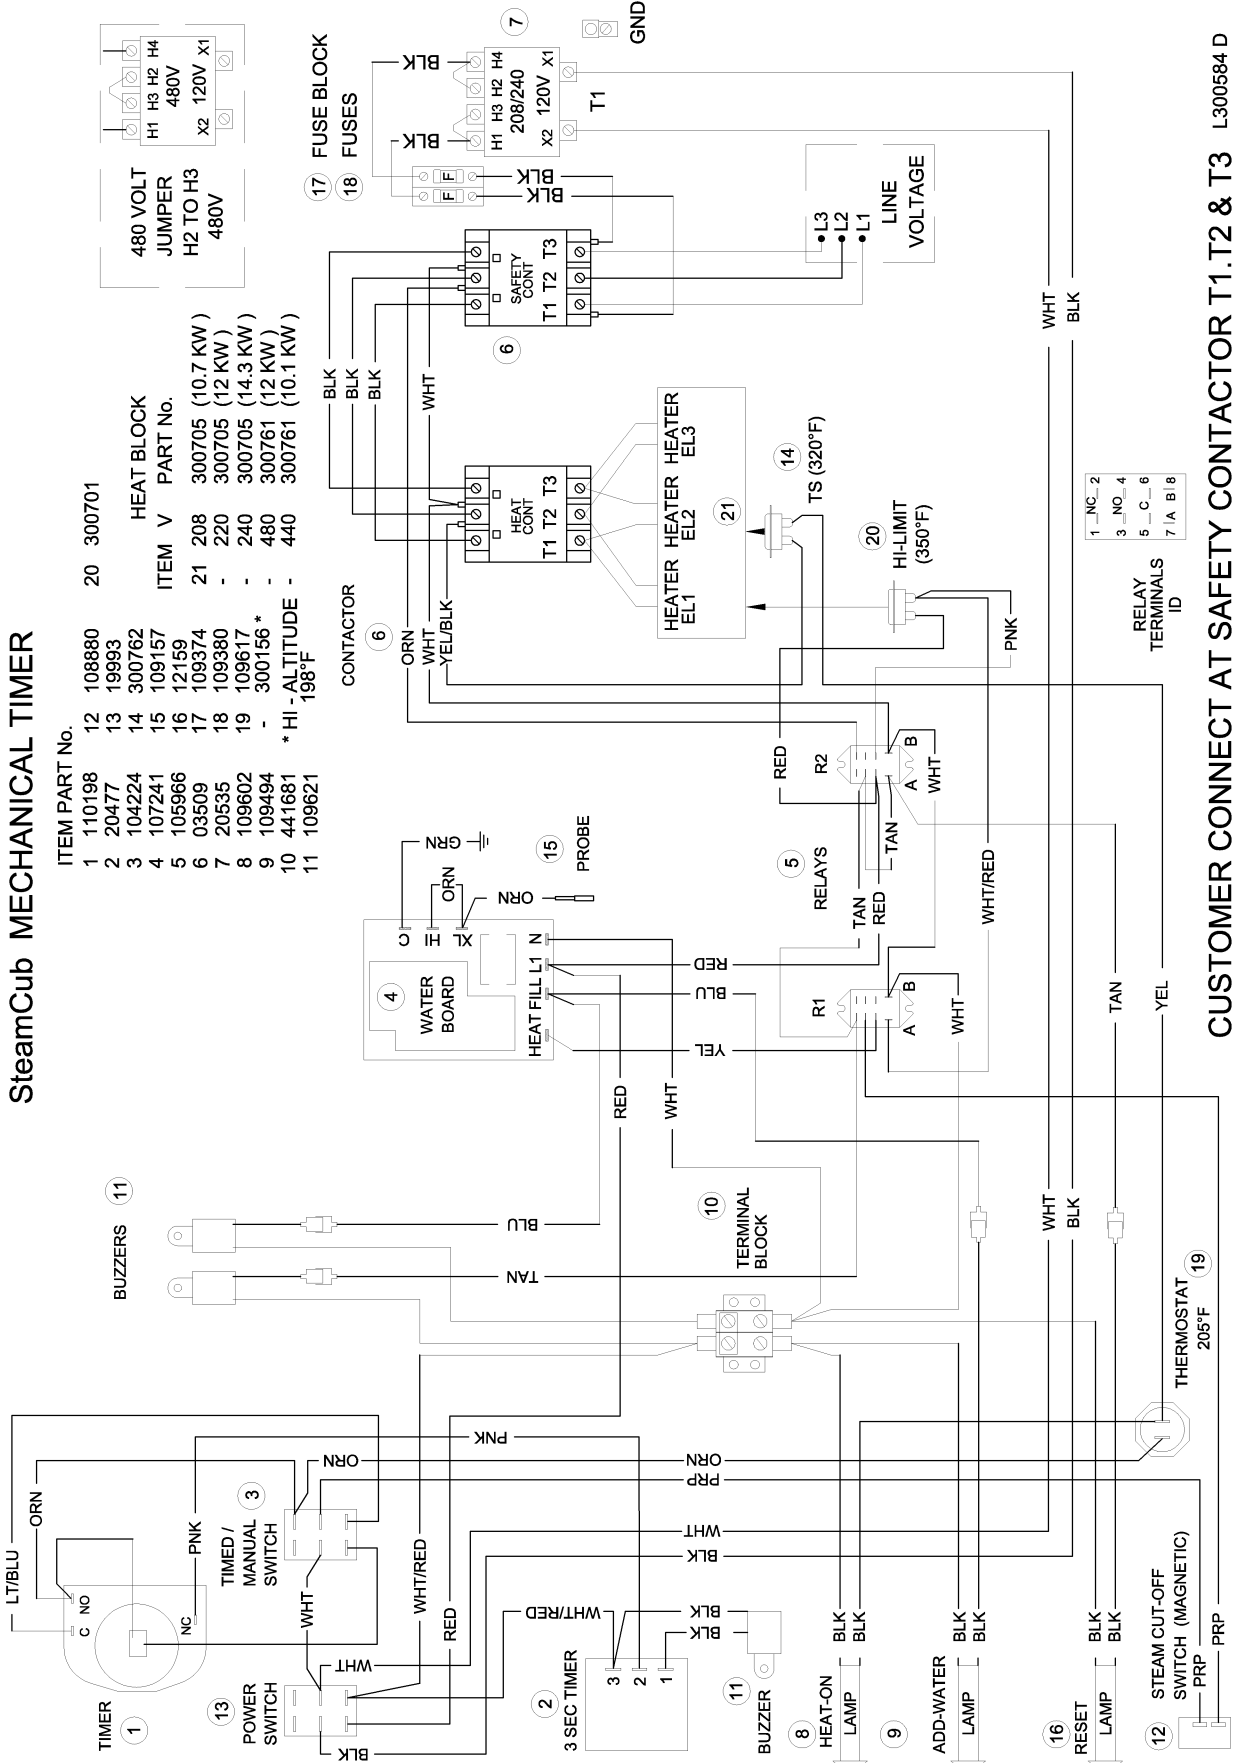 SteamCub MECHANICAL TIMER
ITEM PART No.
1 110198
2 20477
3 104224
4 107241
5 105966
6 03509
7 20535
8 109602
9 109494
10 441681
11 109621
12 108880
13 19993
14 300762
15 109157
16 12159
17 109374
18 109380
19 109617
- 300156 *
* HI - ALTITUDE
198°F
20 300701
HEAT BLOCK
ITEM V PART No.
21 208 300705 (10.7 KW )
- 220 300705 (12 KW )
- 240 300705 (14.3 KW )
- 480 300761 (12 KW )
- 440 300761 (10.1 KW )
480 VOLT
JUMPER
H2 TO H3
480V
H1 H3 H2 H4
480V
X2 120V X1
17 FUSE BLOCK
18 FUSES
7
GND
BLK
BLK
H1 H3 H2 H4
208/240
X2 120V X1
T1
F
F
BLK
BLK
LINE
VOLTAGE
L3
L2
L1
SAFETY
CONT
T1 T2 T3
6
BLK
BLK
BLK
WHT
HEAT
CONT
T1 T2 T3
CONTACTOR
6
ORN
WHT
YEL/BLK
HEATER
EL1
HEATER
EL2
HEATER
EL3
21
14
TS (320°F)
20
HI-LIMIT
(350°F)
PNK
RED
R2
A B
WHT
TAN
5
RELAYS
TAN
RED
WHT/RED
R1
A B
WHT
RELAY
TERMINALS
ID
1 NC 2
3 NO 4
5 C 6
7 A B 8
WHT
BLK
TAN
YEL
4
WATER
BOARD
C
HI
XL
HEAT FILL L1 N
GRN
ORN
ORN
15
PROBE
RED
BLU
YEL
RED
WHT
BUZZERS
11
BLU
TAN
10
TERMINAL
BLOCK
WHT
BLK
THERMOSTAT
205°F
19
LT/BLU
ORN
PNK
TIMER
1
C
NO
NC
TIMED /
MANUAL
SWITCH
3
ORN
PNK
ORN
PRP
WHT
BLK
13
POWER
SWITCH
WHT
WHT
BLK
WHT/RED
RED
WHT/RED
2
3 SEC TIMER
3
2
1
BLK
BLK
11
BUZZER
8
HEAT-ON
LAMP
BLK
BLK
9
ADD-WATER
LAMP
BLK
BLK
16
RESET
LAMP
BLK
BLK
12
STEAM CUT-OFF
SWITCH (MAGNETIC)
PRP
PRP
CUSTOMER CONNECT AT SAFETY CONTACTOR T1.T2 & T3
L300584 D